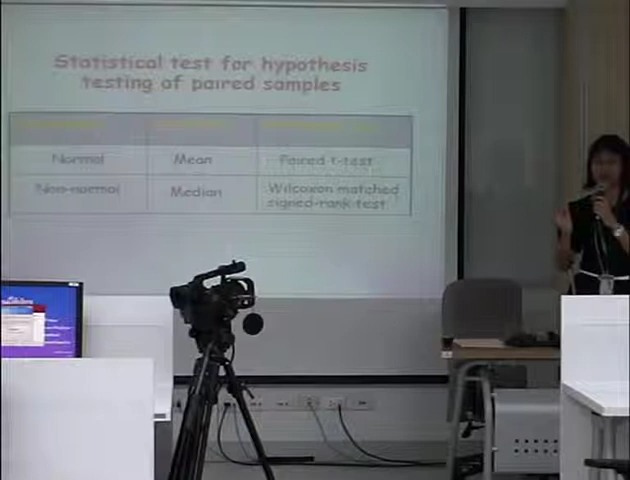 Statistical test for hypothesis
testing of paired samples
Normal Mean Paired t-test
Non-normal Median Wilcoxon matched
signed-rank-test